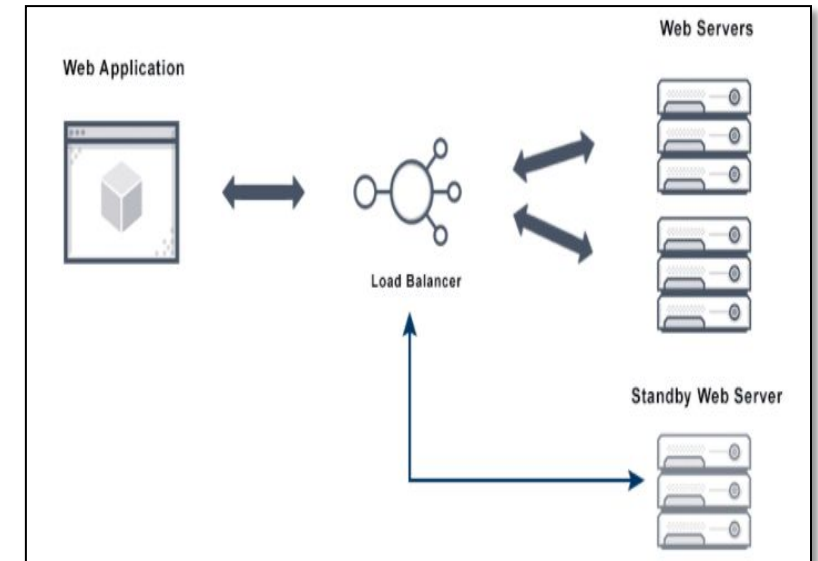 Web Servers
Web Application
Load Balancer
Standby Web Server